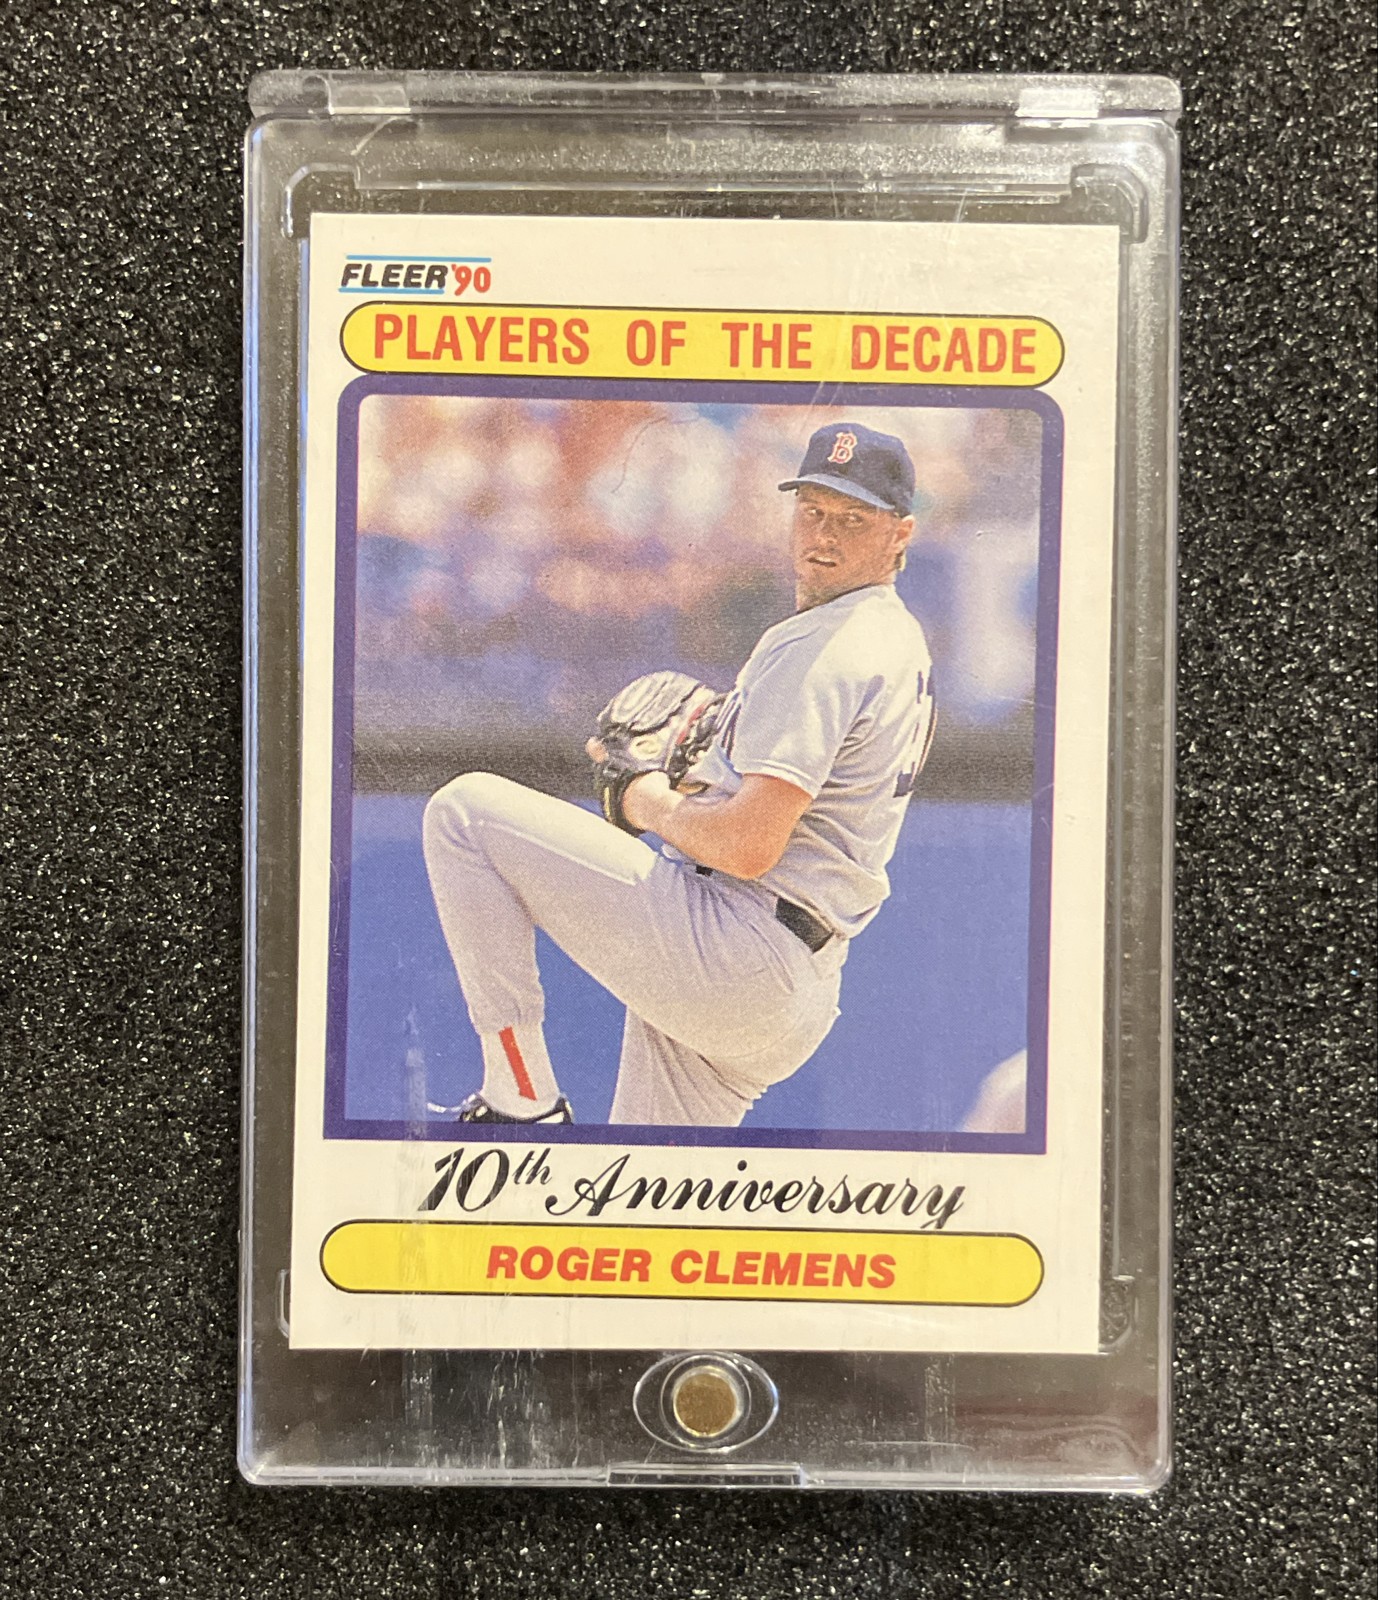 FLEER '90
PLAYERS OF THE DECADE
B
10th Anniversary
ROGER CLEMENS